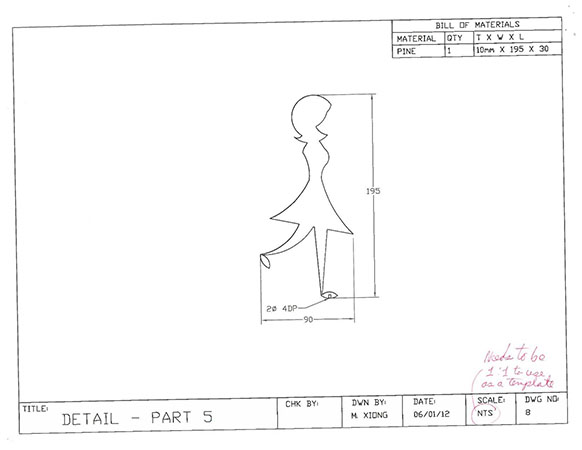 BILL OF MATERIALS
MATERIAL QTY T X W X L
PINE 1 10mm X 195 X 30
195
2Ø 4DP
90
Needs to be
1:1 to use
as a template
TITLE: DETAIL - PART 5
CHK BY:
DWN BY: M. XIONG
DATE: 06/01/12
SCALE: NTS
DWG NO: 8